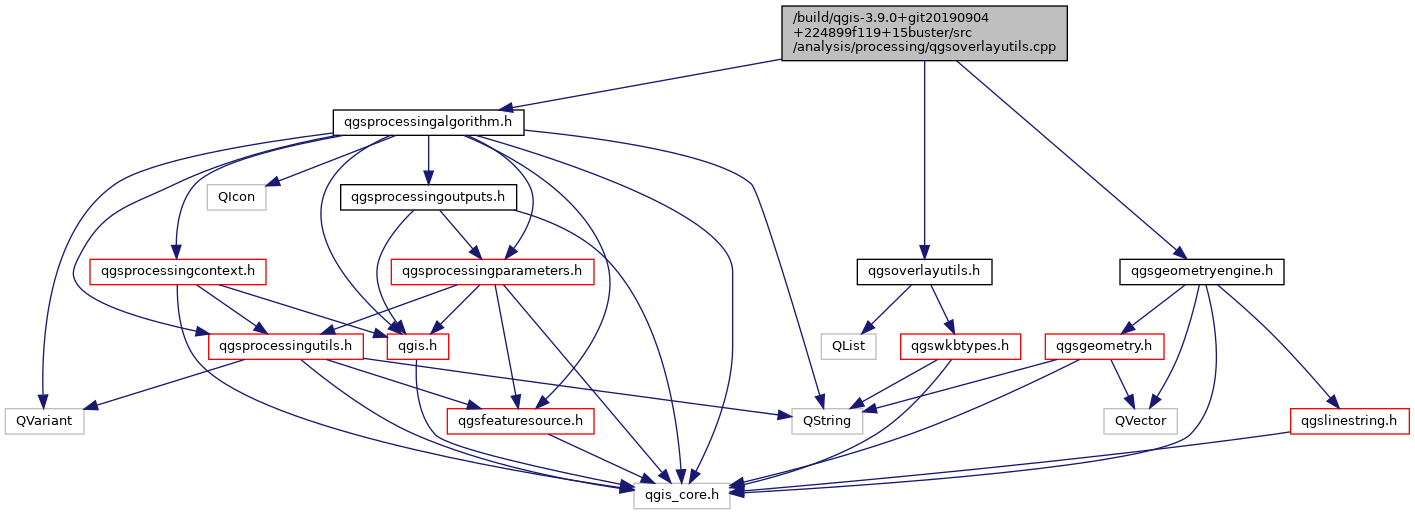 /build/qgis-3.9.0+git20190904
+224899f119+15buster/src
/analysis/processing/qgsoverlayutils.cpp
qgsprocessingalgorithm.h
QIcon
qgsprocessingoutputs.h
qgsprocessingcontext.h
qgsprocessingparameters.h
qgsoverlayutils.h
qgsgeometryengine.h
qgsprocessingutils.h
qgis.h
QList
qgswkbtypes.h
qgsgeometry.h
QVariant
qgsfeaturesource.h
QString
QVector
qgslinestring.h
qgis_core.h